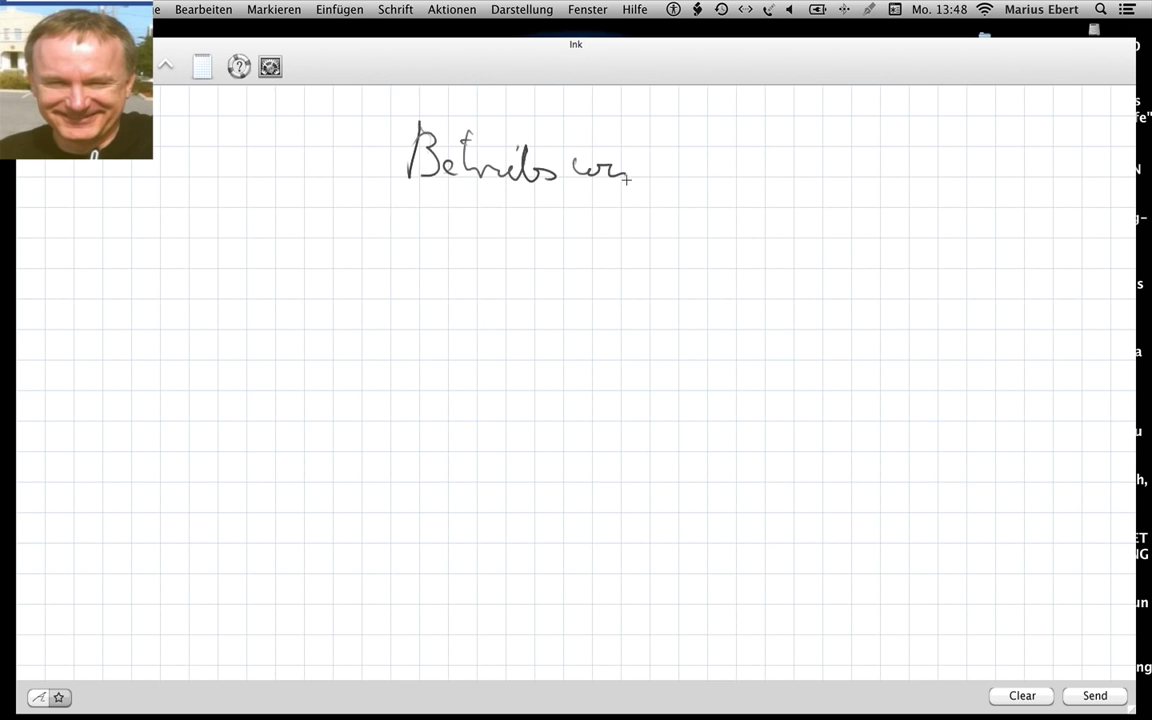 e Bearbeiten Markieren Einfügen Schrift Aktionen Darstellung Fenster Hilfe Mo. 13:48 Marius Ebert
Ink
Betriebs
Clear Send